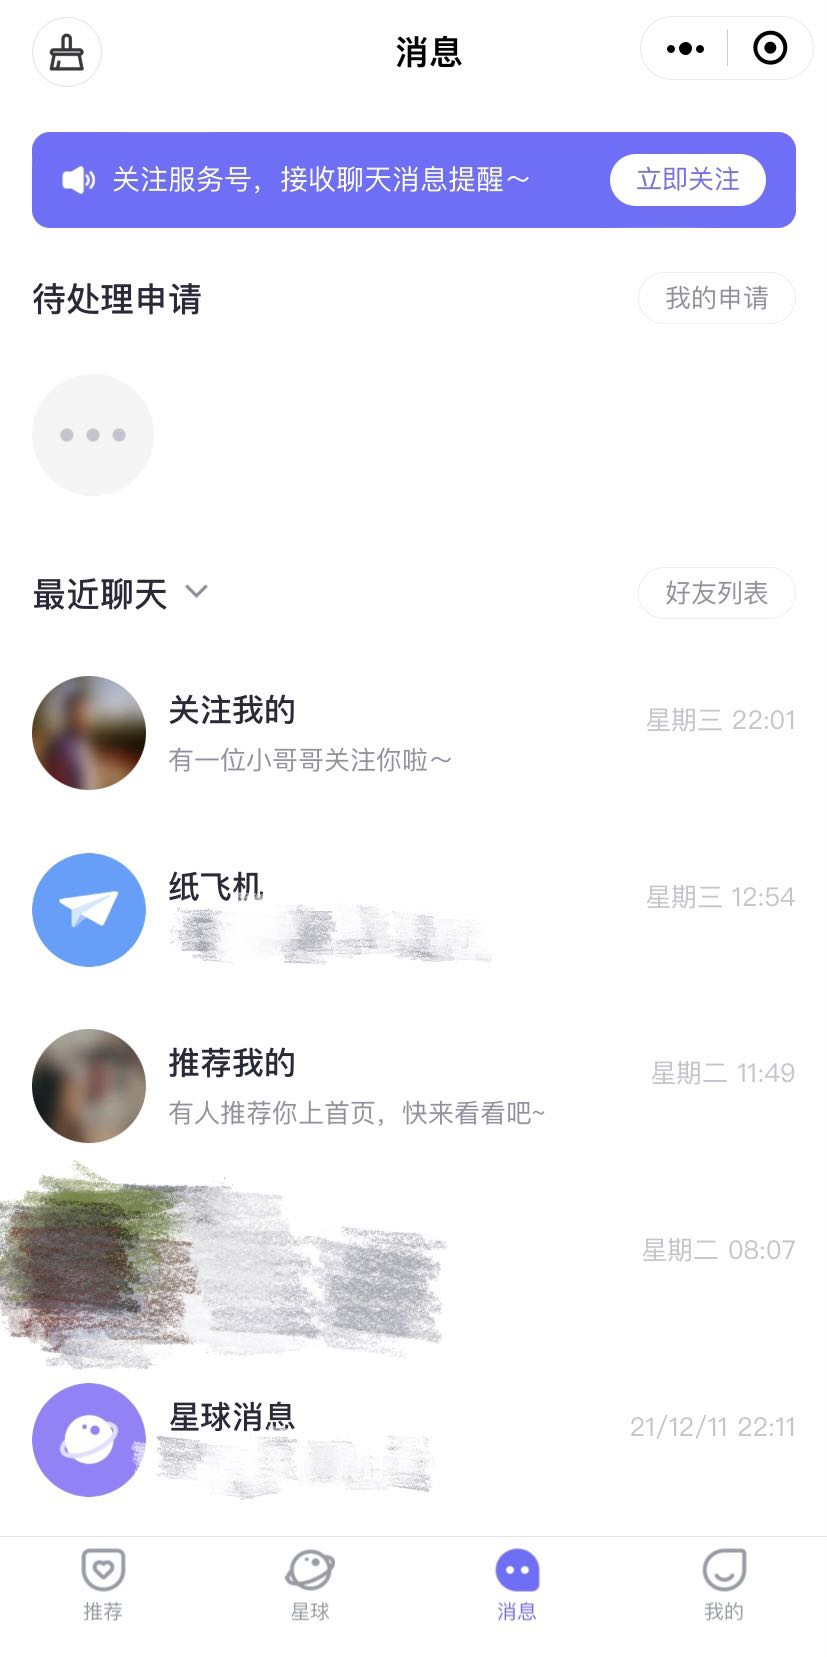 消息
关注服务号，接收聊天消息提醒～
立即关注
待处理申请
我的申请
最近聊天
好友列表
关注我的
星期三 22:01
有一位小哥哥关注你啦～
纸飞机
星期三 12:54
推荐我的
星期二 11:49
有人推荐你上首页，快来看看吧~
星期二 08:07
星球消息
21/12/11 22:11
推荐
星球
消息
我的